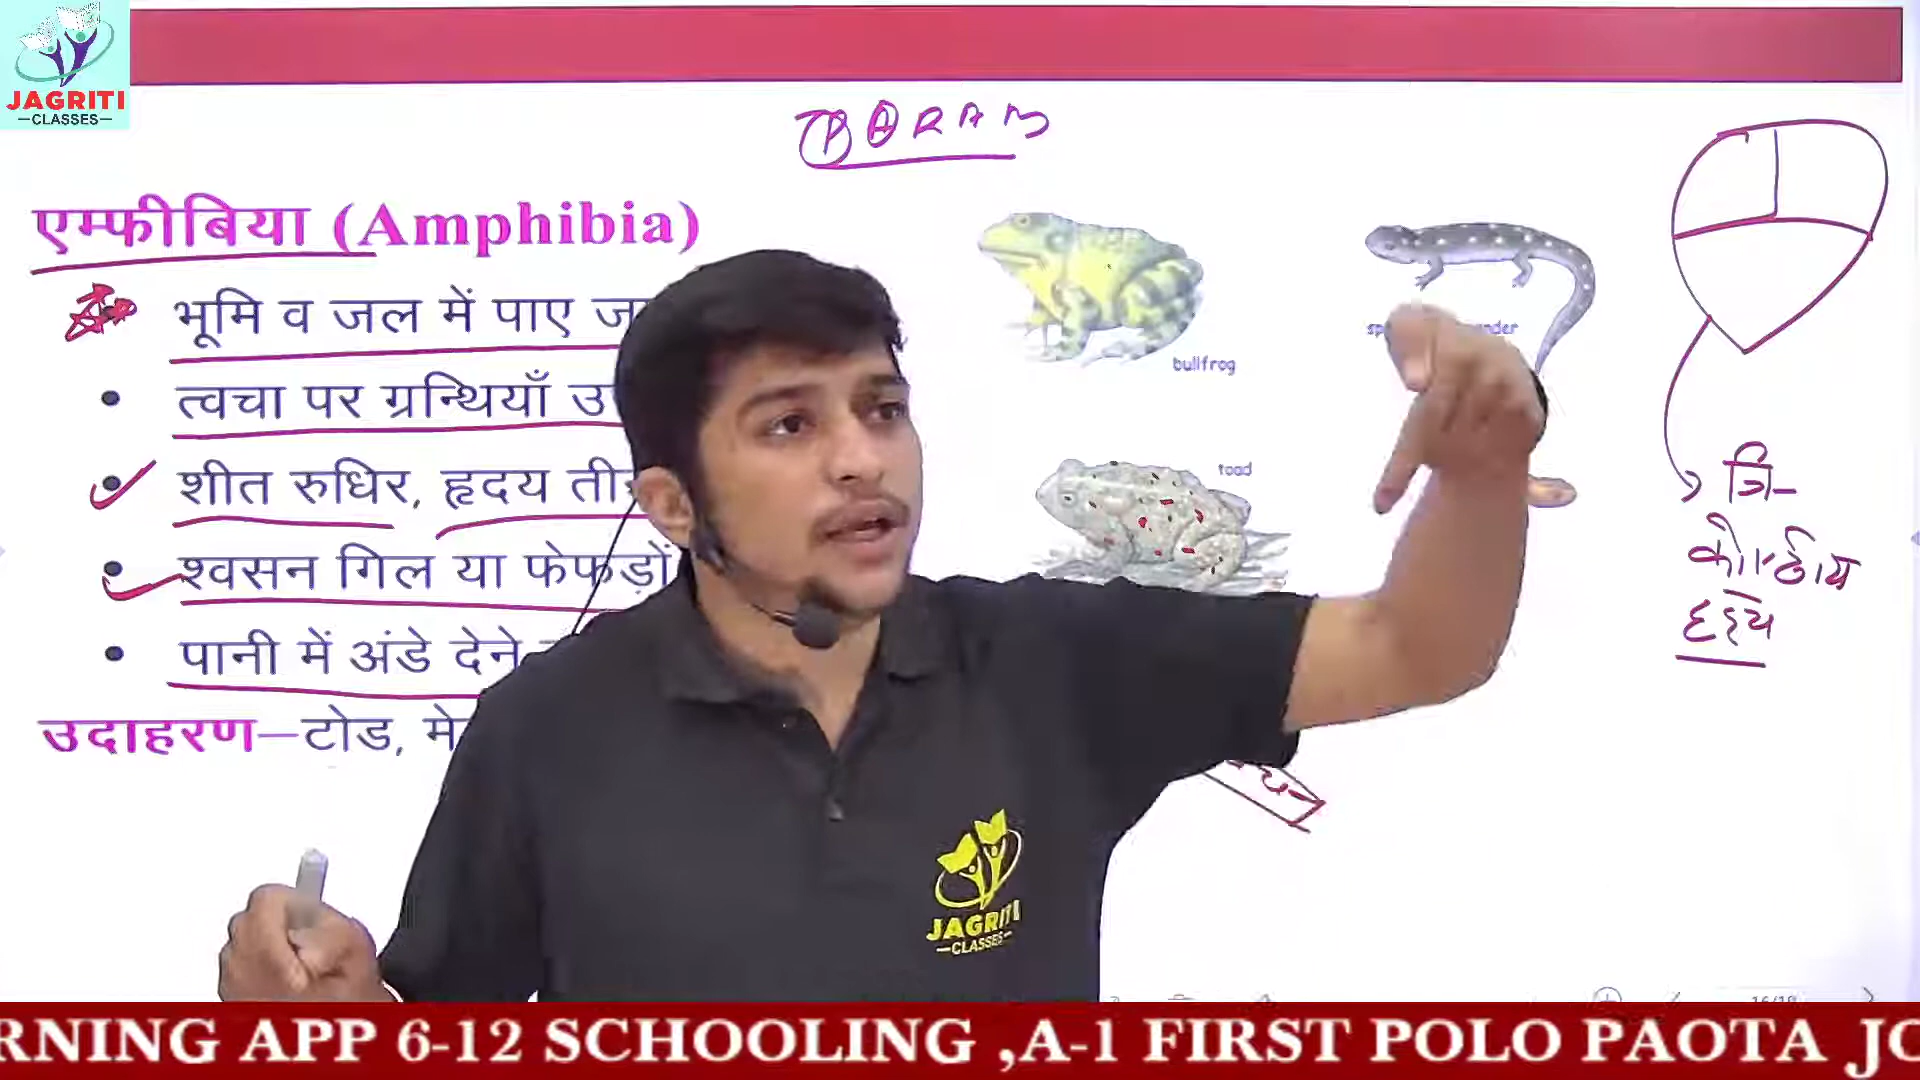 JAGRITI
CLASSES
एम्फीबिया (Amphibia)
भूमि व जल में पाए
त्वचा पर ग्रन्थियाँ
शीत रुधिर, हृदय
श्वसन गिल या फेफड़ों
पानी में अंडे देने
उदाहरण—टोड,
bullfrog
toad
त्रि-
कोष्ठीय
हृदय
JAGRITI
CLASSES
RNING APP 6-12 SCHOOLING ,A-1 FIRST POLO PAOTA JO